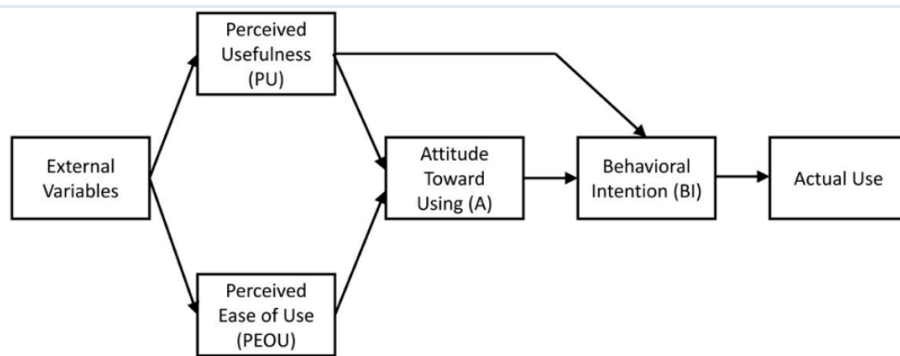 Perceived
Usefulness
(PU)
External
Variables
Attitude
Toward
Using (A)
Behavioral
Intention (BI)
Actual Use
Perceived
Ease of Use
(PEOU)